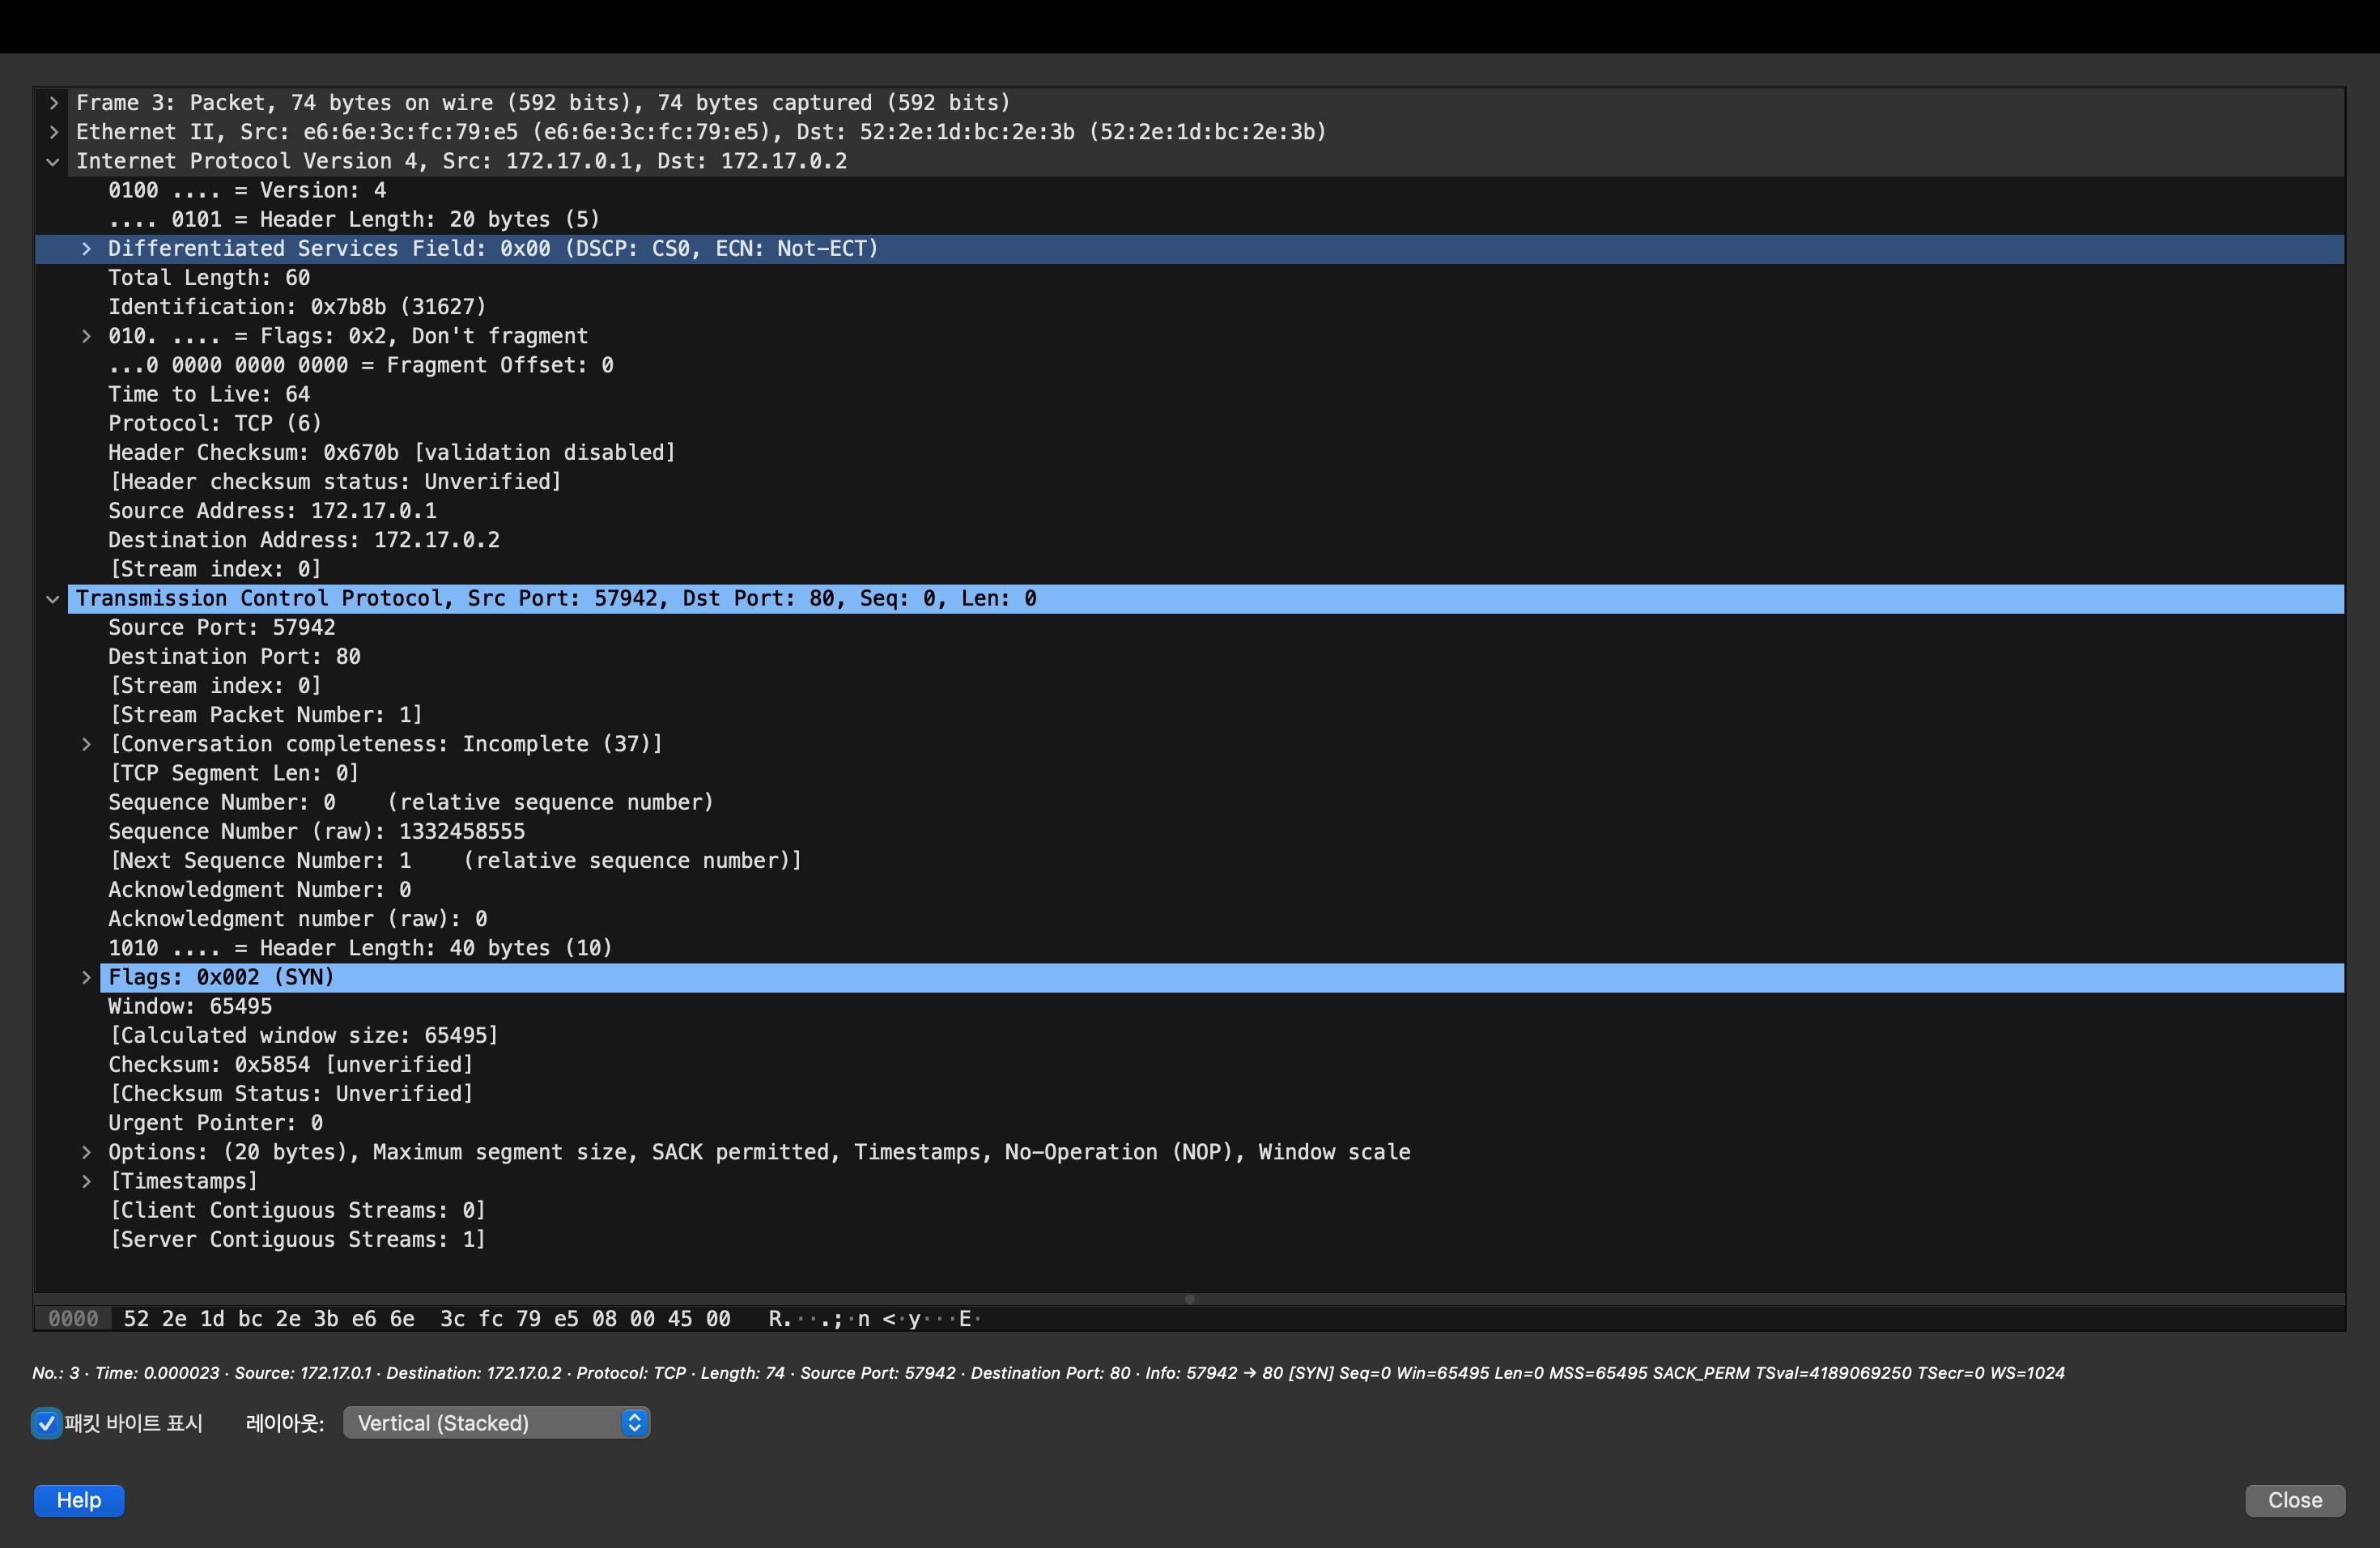 Frame 3: Packet, 74 bytes on wire (592 bits), 74 bytes captured (592 bits)
Ethernet II, Src: e6:6e:3c:fc:79:e5 (e6:6e:3c:fc:79:e5), Dst: 52:2e:1d:bc:2e:3b (52:2e:1d:bc:2e:3b)
Internet Protocol Version 4, Src: 172.17.0.1, Dst: 172.17.0.2
0100 .... = Version: 4
.... 0101 = Header Length: 20 bytes (5)
Differentiated Services Field: 0x00 (DSCP: CS0, ECN: Not-ECT)
Total Length: 60
Identification: 0x7b8b (31627)
010. .... = Flags: 0x2, Don't fragment
...0 0000 0000 0000 = Fragment Offset: 0
Time to Live: 64
Protocol: TCP (6)
Header Checksum: 0x670b [validation disabled]
[Header checksum status: Unverified]
Source Address: 172.17.0.1
Destination Address: 172.17.0.2
[Stream index: 0]
Transmission Control Protocol, Src Port: 57942, Dst Port: 80, Seq: 0, Len: 0
Source Port: 57942
Destination Port: 80
[Stream index: 0]
[Stream Packet Number: 1]
[Conversation completeness: Incomplete (37)]
[TCP Segment Len: 0]
Sequence Number: 0    (relative sequence number)
Sequence Number (raw): 1332458555
[Next Sequence Number: 1    (relative sequence number)]
Acknowledgment Number: 0
Acknowledgment number (raw): 0
1010 .... = Header Length: 40 bytes (10)
Flags: 0x002 (SYN)
Window: 65495
[Calculated window size: 65495]
Checksum: 0x5854 [unverified]
[Checksum Status: Unverified]
Urgent Pointer: 0
Options: (20 bytes), Maximum segment size, SACK permitted, Timestamps, No-Operation (NOP), Window scale
[Timestamps]
[Client Contiguous Streams: 0]
[Server Contiguous Streams: 1]
0000 52 2e 1d bc 2e 3b e6 6e 3c fc 79 e5 08 00 45 00 R.··.;·n <·y···E·
No.: 3 · Time: 0.000023 · Source: 172.17.0.1 · Destination: 172.17.0.2 · Protocol: TCP · Length: 74 · Source Port: 57942 · Destination Port: 80 · Info: 57942 → 80 [SYN] Seq=0 Win=65495 Len=0 MSS=65495 SACK_PERM TSval=4189069250 TSecr=0 WS=1024
패킷 바이트 표시 레이아웃: Vertical (Stacked)
Help Close